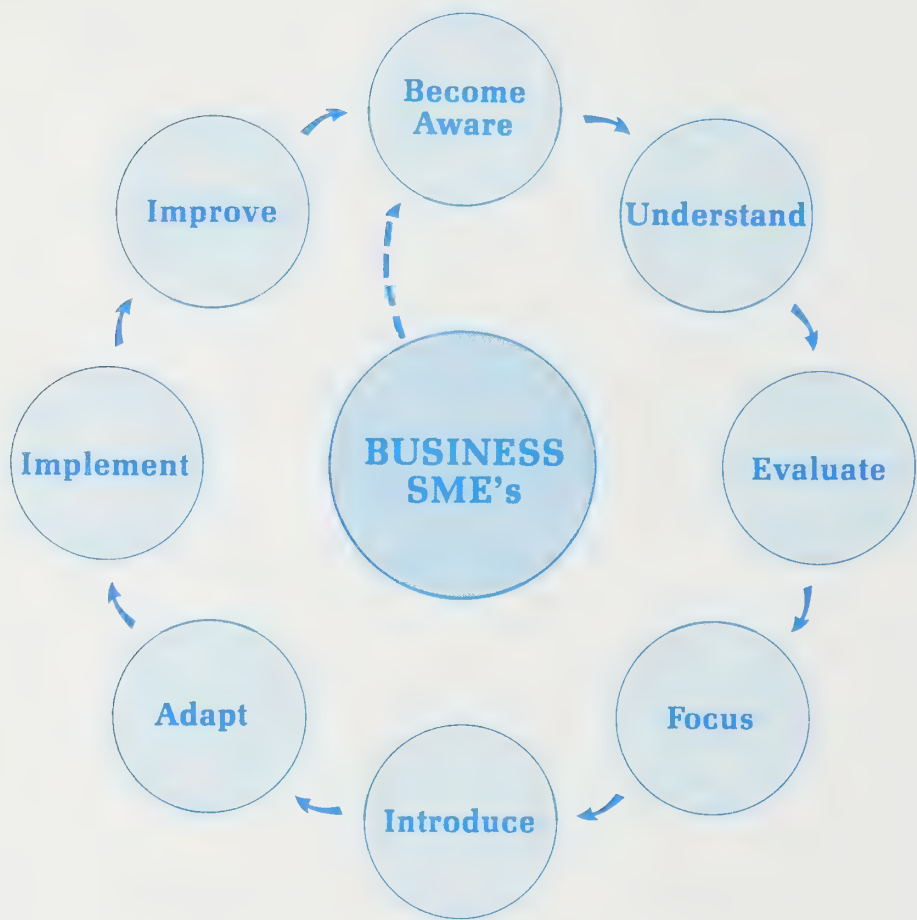 Become
Aware
Understand
Evaluate
Focus
Introduce
Adapt
Implement
Improve
BUSINESS
SME's